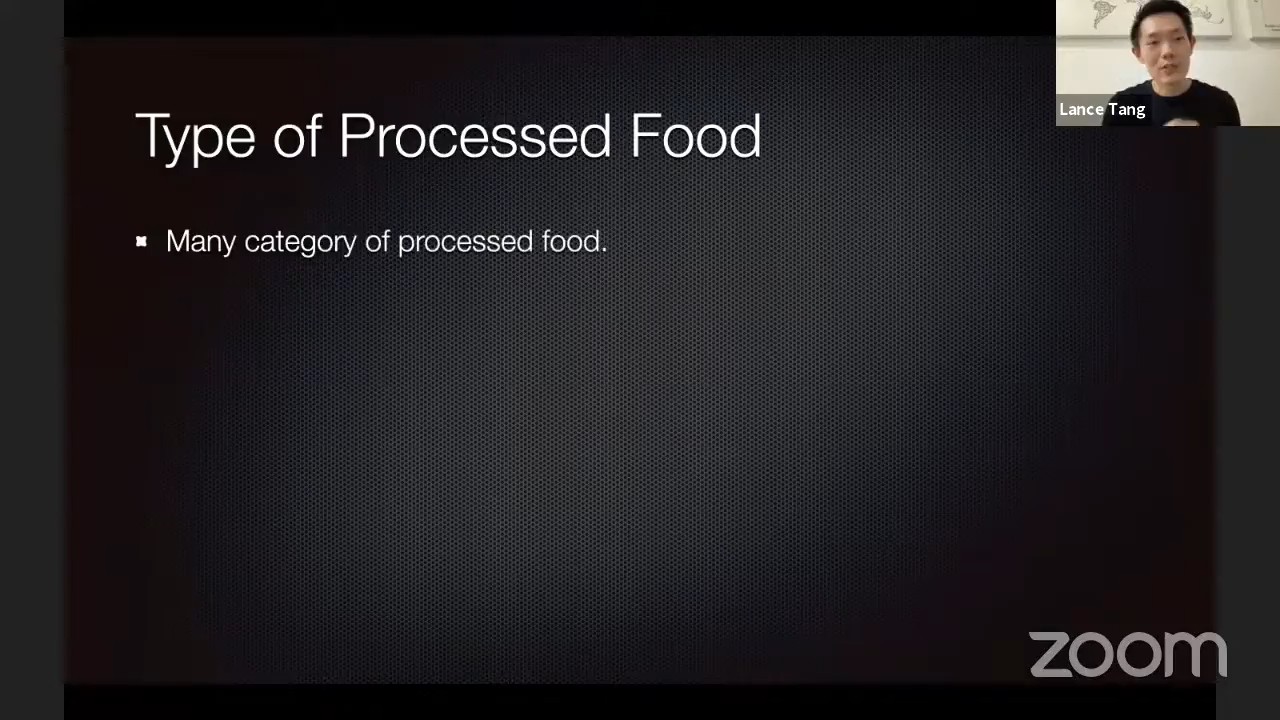 Type of Processed Food
Many category of processed food.
Lance Tang
zoom